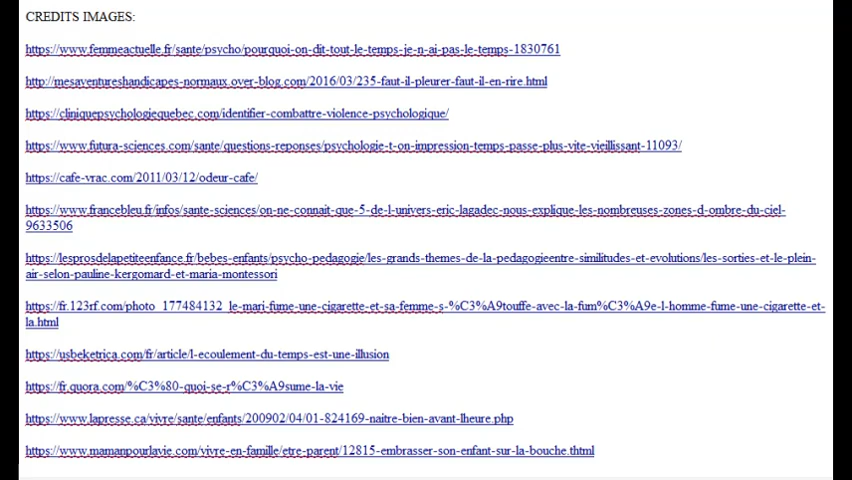 CREDITS IMAGES:
https://www.femmeactuelle.fr/sante/psycho/pourquoi-on-dit-tout-le-temps-je-n-ai-pas-le-temps-1830761
http://mesaventureshandicapes-normaux.over-blog.com/2016/03/235-faut-il-pleurer-faut-il-en-rire.html
https://cliniquepsychologiequebec.com/identifier-combattre-violence-psychologique/
https://www.futura-sciences.com/sante/questions-reponses/psychologie-t-on-impression-temps-passe-plus-vite-vieillissant-11093/
https://cafe-vrac.com/2011/03/12/odeur-cafe/
https://www.francebleu.fr/infos/sante-sciences/on-ne-connait-que-5-de-l-univers-eric-lagadec-nous-explique-les-nombreuses-zones-d-ombre-du-ciel-
9633506
https://lesprosdelapetiteenfance.fr/bebes-enfants/psycho-pedagogie/les-grands-themes-de-la-pedagogieentre-similitudes-et-evolutions/les-sorties-et-le-plein-
air-selon-pauline-kergomard-et-maria-montessori
https://fr.123rf.com/photo_177484132_le-mari-fume-une-cigarette-et-sa-femme-s-%C3%A9touffe-avec-la-fum%C3%A9e-l-homme-fume-une-cigarette-et-
la.html
https://usbeketrica.com/fr/article/l-ecoulement-du-temps-est-une-illusion
https://fr.quora.com/%C3%80-quoi-se-r%C3%A9sume-la-vie
https://www.lapresse.ca/vivre/sante/enfants/200902/04/01-824169-naitre-bien-avant-lheure.php
https://www.mamanpourlavie.com/vivre-en-famille/etre-parent/12815-embrasser-son-enfant-sur-la-bouche.thtml